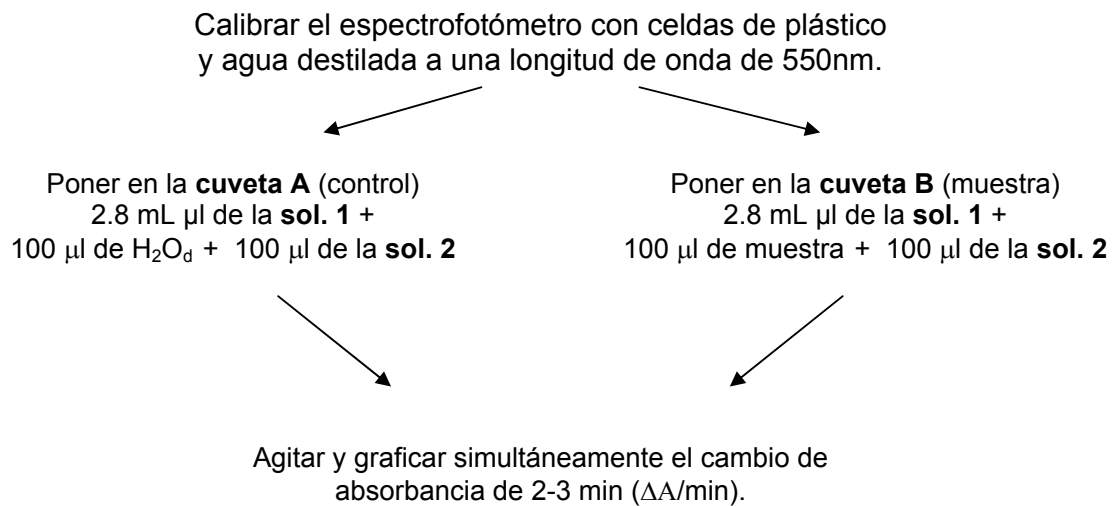 Calibrar el espectrofotómetro con celdas de plástico
y agua destilada a una longitud de onda de 550nm.
Poner en la cuveta A (control)
2.8 mL µl de la sol. 1 +
100 µl de H₂Od + 100 µl de la sol. 2
Poner en la cuveta B (muestra)
2.8 mL µl de la sol. 1 +
100 µl de muestra + 100 µl de la sol. 2
Agitar y graficar simultáneamente el cambio de
absorbancia de 2-3 min (ΔA/min).